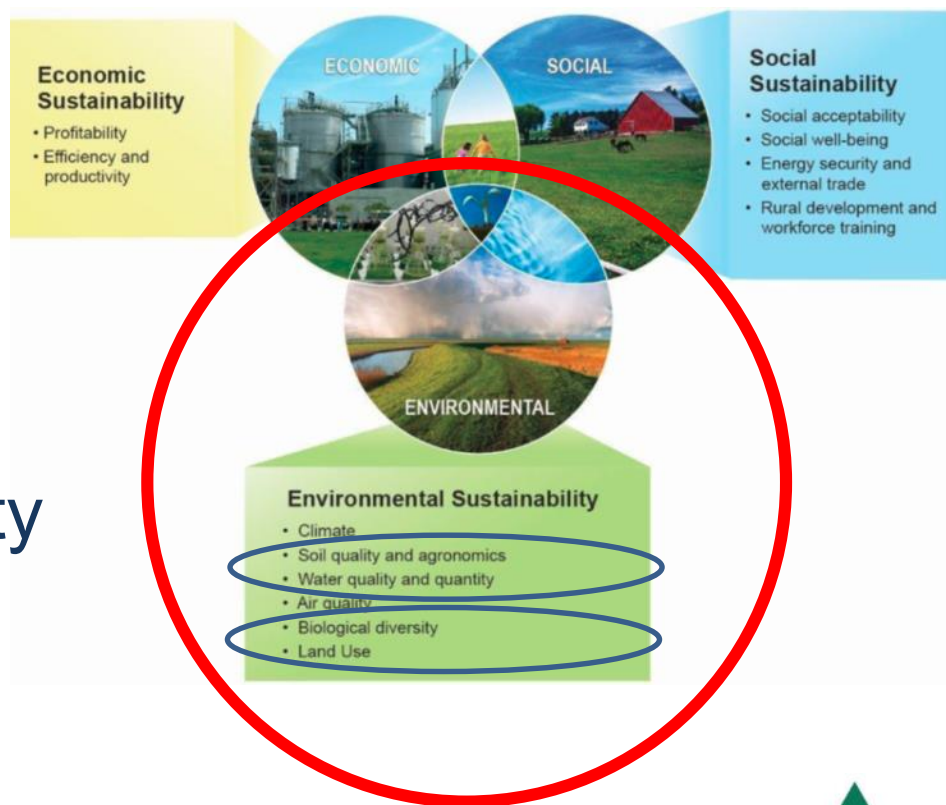 ECONOMIC
SOCIAL
Economic
Sustainability
• Profitability
• Efficiency and
productivity
Social
Sustainability
• Social acceptability
• Social well-being
• Energy security and
external trade
• Rural development and
workforce training
ENVIRONMENTAL
ty
Environmental Sustainability
• Climate
• Soil quality and agronomics
• Water quality and quantity
• Air quality
• Biological diversity
• Land Use